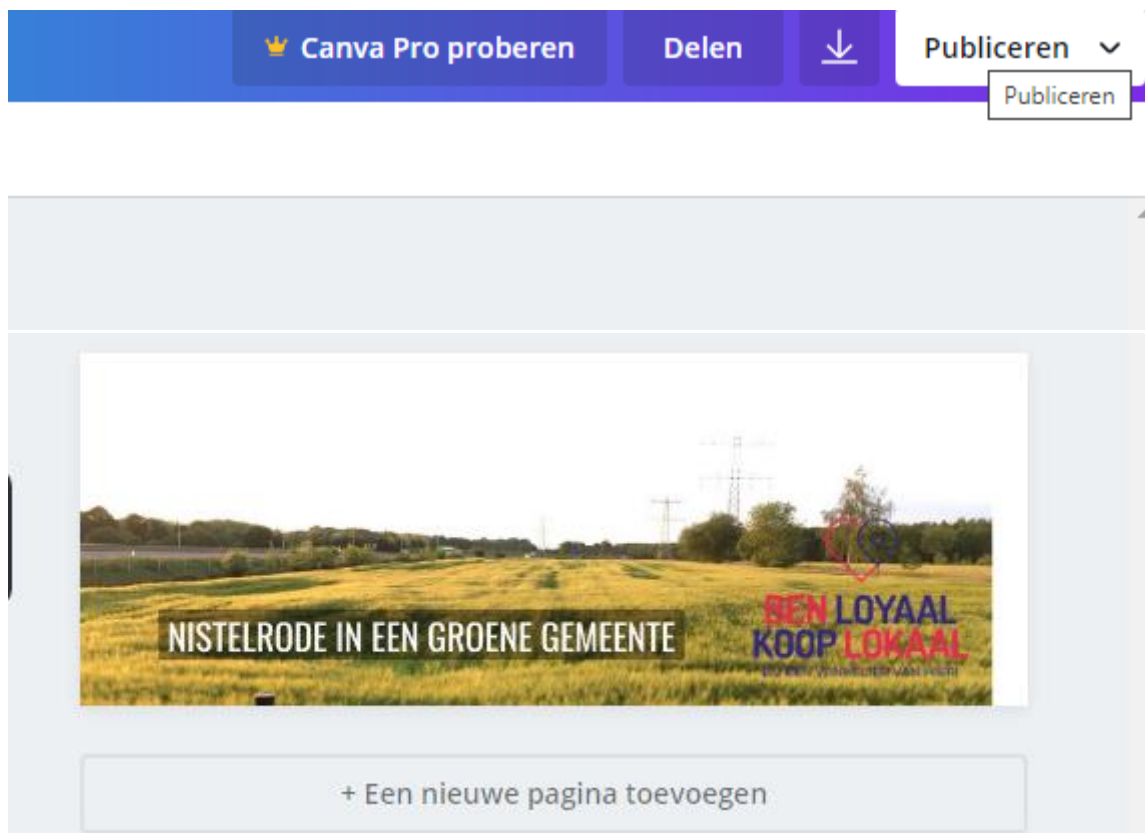 Canva Pro proberen
Delen
Publiceren
Publiceren
NISTELRODE IN EEN GROENE GEMEENTE
BEN LOYAAL
KOOP LOKAAL
+ Een nieuwe pagina toevoegen